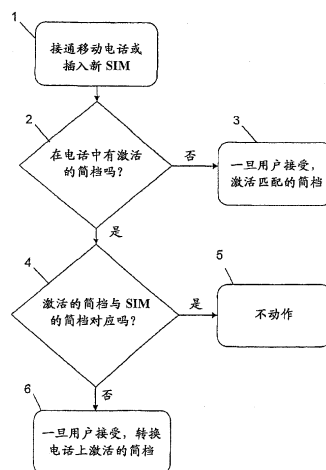 1
接通移动电话或
插入新 SIM
2
在电话中有激活
的简档吗？
否
3
一旦用户接受，
激活匹配的简档
是
4
激活的简档与 SIM
的简档对应吗？
是
5
不动作
否
6
一旦用户接受，转换
电话上激活的简档